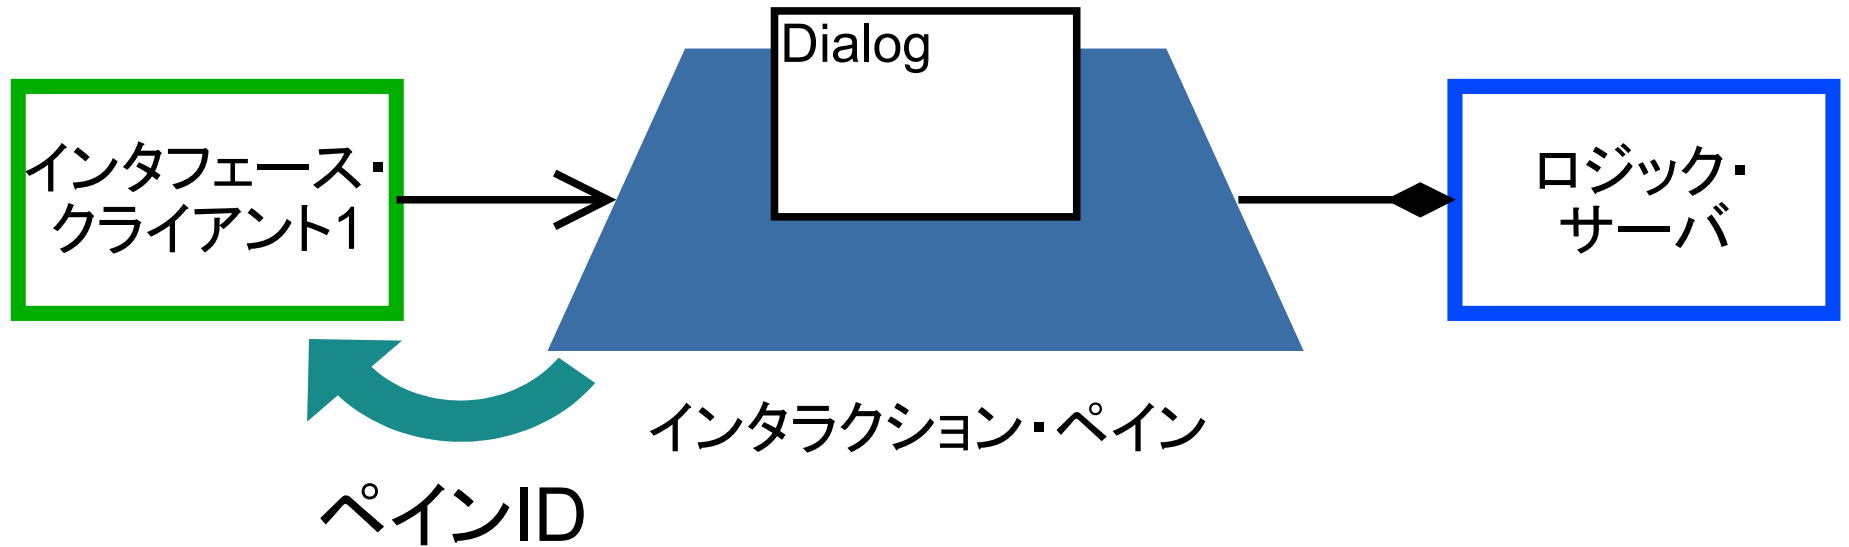 Dialog
インタフェース・
クライアント1
ロジック・
サーバ
インタラクション・ペイン
ペインID